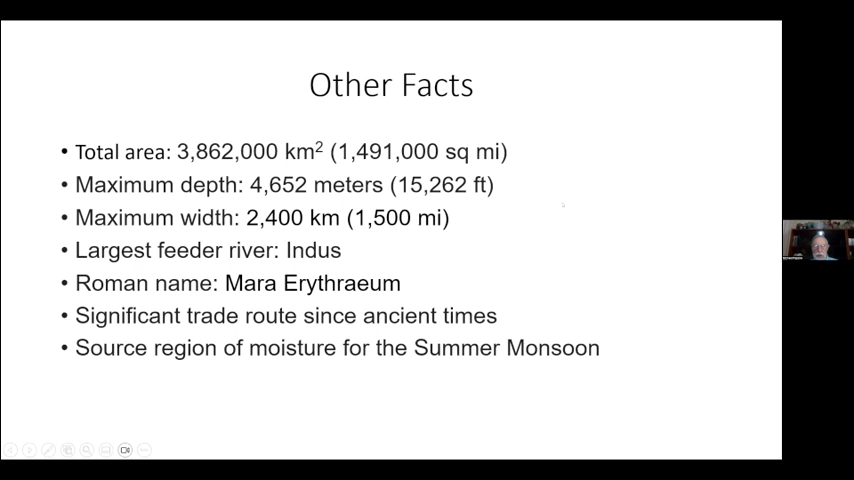 Other Facts
• Total area: 3,862,000 km² (1,491,000 sq mi)
• Maximum depth: 4,652 meters (15,262 ft)
• Maximum width: 2,400 km (1,500 mi)
• Largest feeder river: Indus
• Roman name: Mara Erythraeum
• Significant trade route since ancient times
• Source region of moisture for the Summer Monsoon